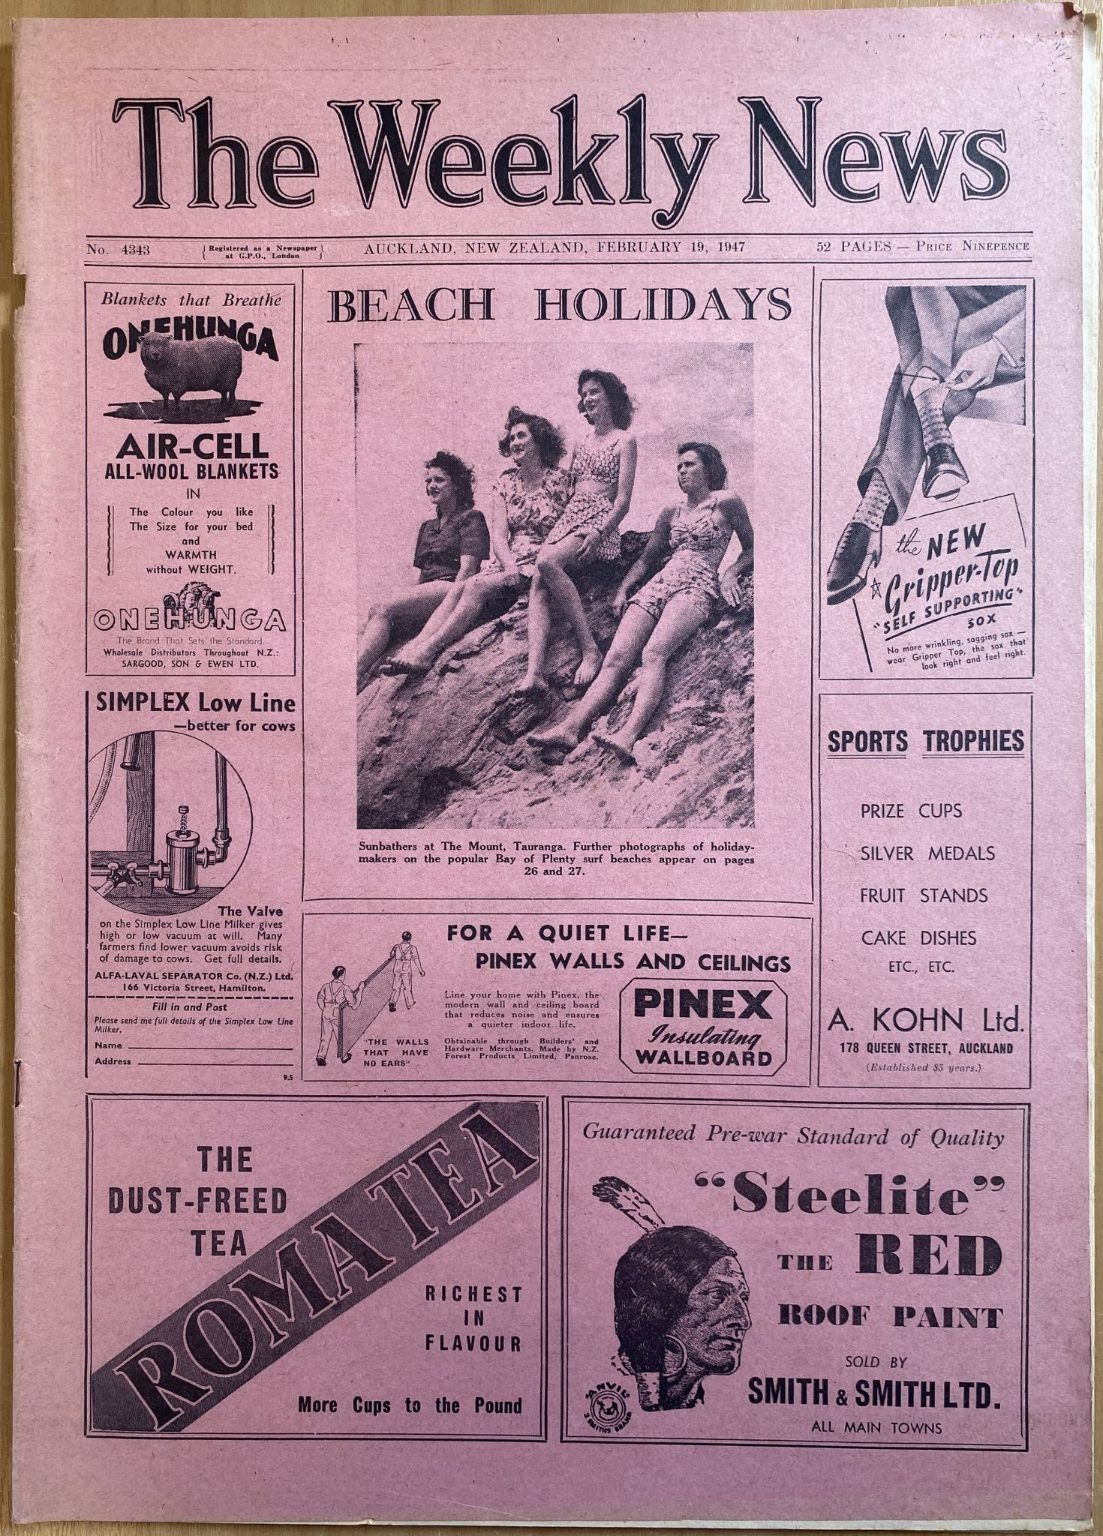 The Weekly News
No. 4343
Registered as a Newspaper
at G.P.O., London
AUCKLAND, NEW ZEALAND, FEBRUARY 19, 1947
52 PAGES — PRICE NINEPENCE
Blankets that Breathe
ONEHUNGA
AIR-CELL
ALL-WOOL BLANKETS
IN
The Colour you like
The Size for your bed
and
WARMTH
without WEIGHT.
ONEHUNGA
The Brand That Sets the Standard.
Wholesale Distributors Throughout N.Z.:
SARGOOD, SON & EWEN LTD.
SIMPLEX Low Line
—better for cows
The Valve
on the Simplex Low Line Milker gives
high or low vacuum at will. Many
farmers find lower vacuum avoids risk
of damage to cows. Get full details.
ALFA-LAVAL SEPARATOR Co. (N.Z.) Ltd.
166 Victoria Street, Hamilton.
Fill in and Post
Please send me full details of the Simplex Low Line
Milker.
Name
Address
9.5
BEACH HOLIDAYS
Sunbathers at The Mount, Tauranga. Further photographs of holiday-
makers on the popular Bay of Plenty surf beaches appear on pages
26 and 27.
FOR A QUIET LIFE—
PINEX WALLS AND CEILINGS
"THE WALLS
THAT HAVE
NO EARS"
Line your home with Pinex, the
modern wall and ceiling board
that reduces noise and ensures
a quieter indoor life.
Obtainable through Builders' and
Hardware Merchants. Made by N.Z.
Forest Products Limited, Penrose.
PINEX
Insulating
WALLBOARD
the NEW
Gripper-Top
"SELF SUPPORTING"
SOX
No more wrinkling, sagging sox —
wear Gripper Top, the sox that
look right and feel right.
SPORTS TROPHIES
PRIZE CUPS
SILVER MEDALS
FRUIT STANDS
CAKE DISHES
ETC., ETC.
A. KOHN Ltd.
178 QUEEN STREET, AUCKLAND
(Established 85 years.)
THE
DUST-FREED
TEA
ROMA TEA
RICHEST
IN
FLAVOUR
More Cups to the Pound
Guaranteed Pre-war Standard of Quality
"Steelite"
THE RED
ROOF PAINT
SOLD BY
SMITH & SMITH LTD.
ALL MAIN TOWNS
ANVIL
2 SMITHS BRAND